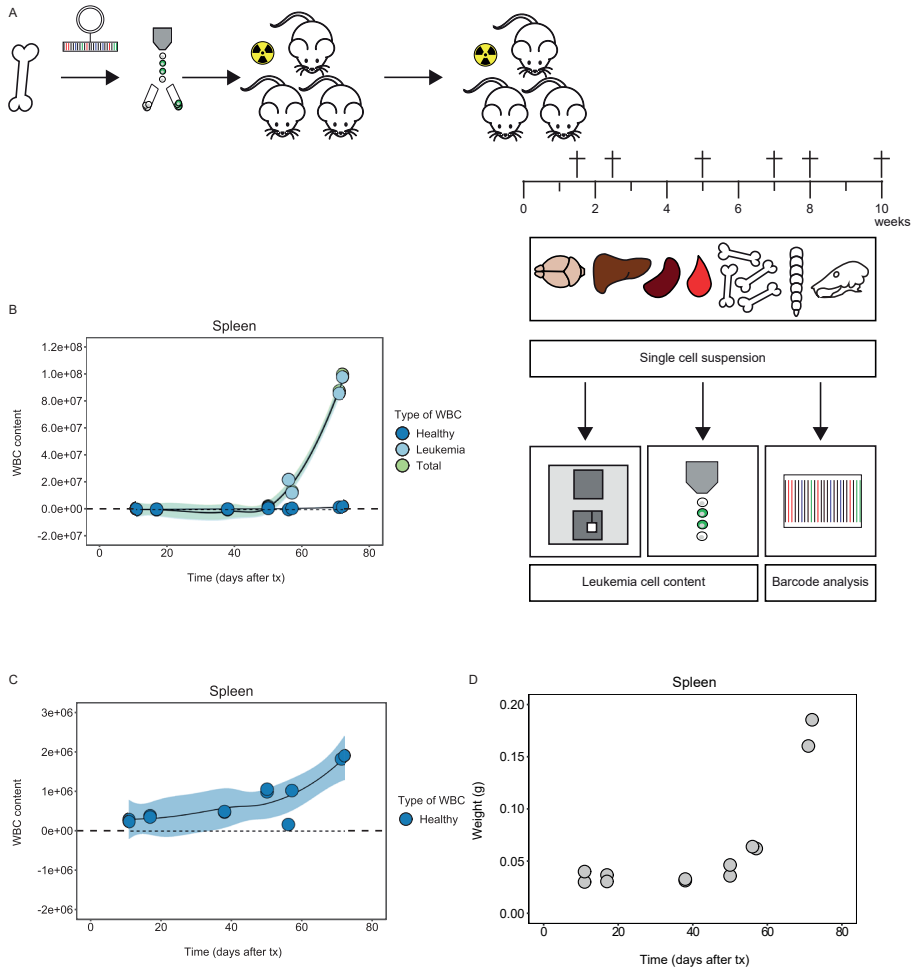 A
0 2 4 6 8 10
weeks
Single cell suspension
Leukemia cell content
Barcode analysis
B
Spleen
1.2e+08
1.0e+08
8.0e+07
6.0e+07
4.0e+07
2.0e+07
0.0e+00
-2.0e+07
WBC content
0 20 40 60 80
Time (days after tx)
Type of WBC
Healthy
Leukemia
Total
C
Spleen
3e+06
2e+06
1e+06
0e+00
-1e+06
-2e+06
WBC content
0 20 40 60 80
Time (days after tx)
Type of WBC
Healthy
D
Spleen
0.20
0.15
0.10
0.05
0.00
Weight (g)
0 20 40 60 80
Time (days after tx)